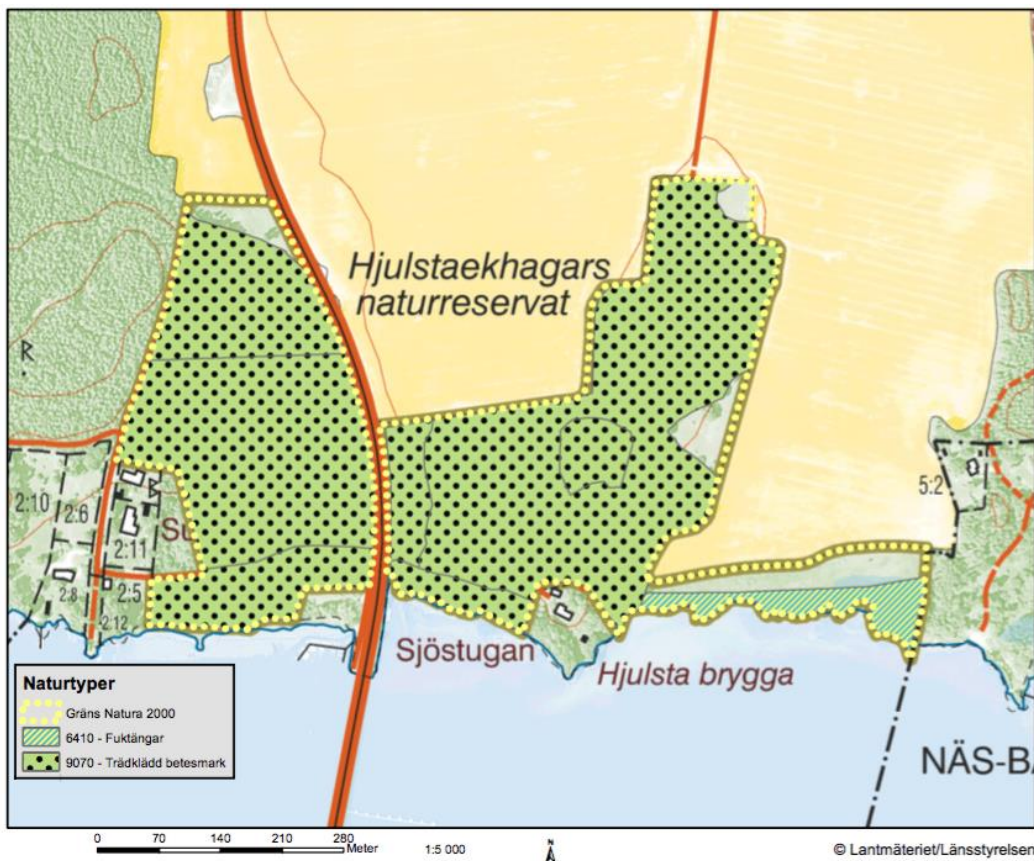 Hjulstaekhagars
naturreservat
R
2:10
2:6
2:11
Su
2:8
2:5
2:12
5:2
Sjöstugan
Hjulsta brygga
NÄS-BA
Naturtyper
Gräns Natura 2000
6410 - Fuktängar
9070 - Trädklädd betesmark
0 70 140 210 280
Meter
1:5 000
N
© Lantmäteriet/Länsstyrelsen